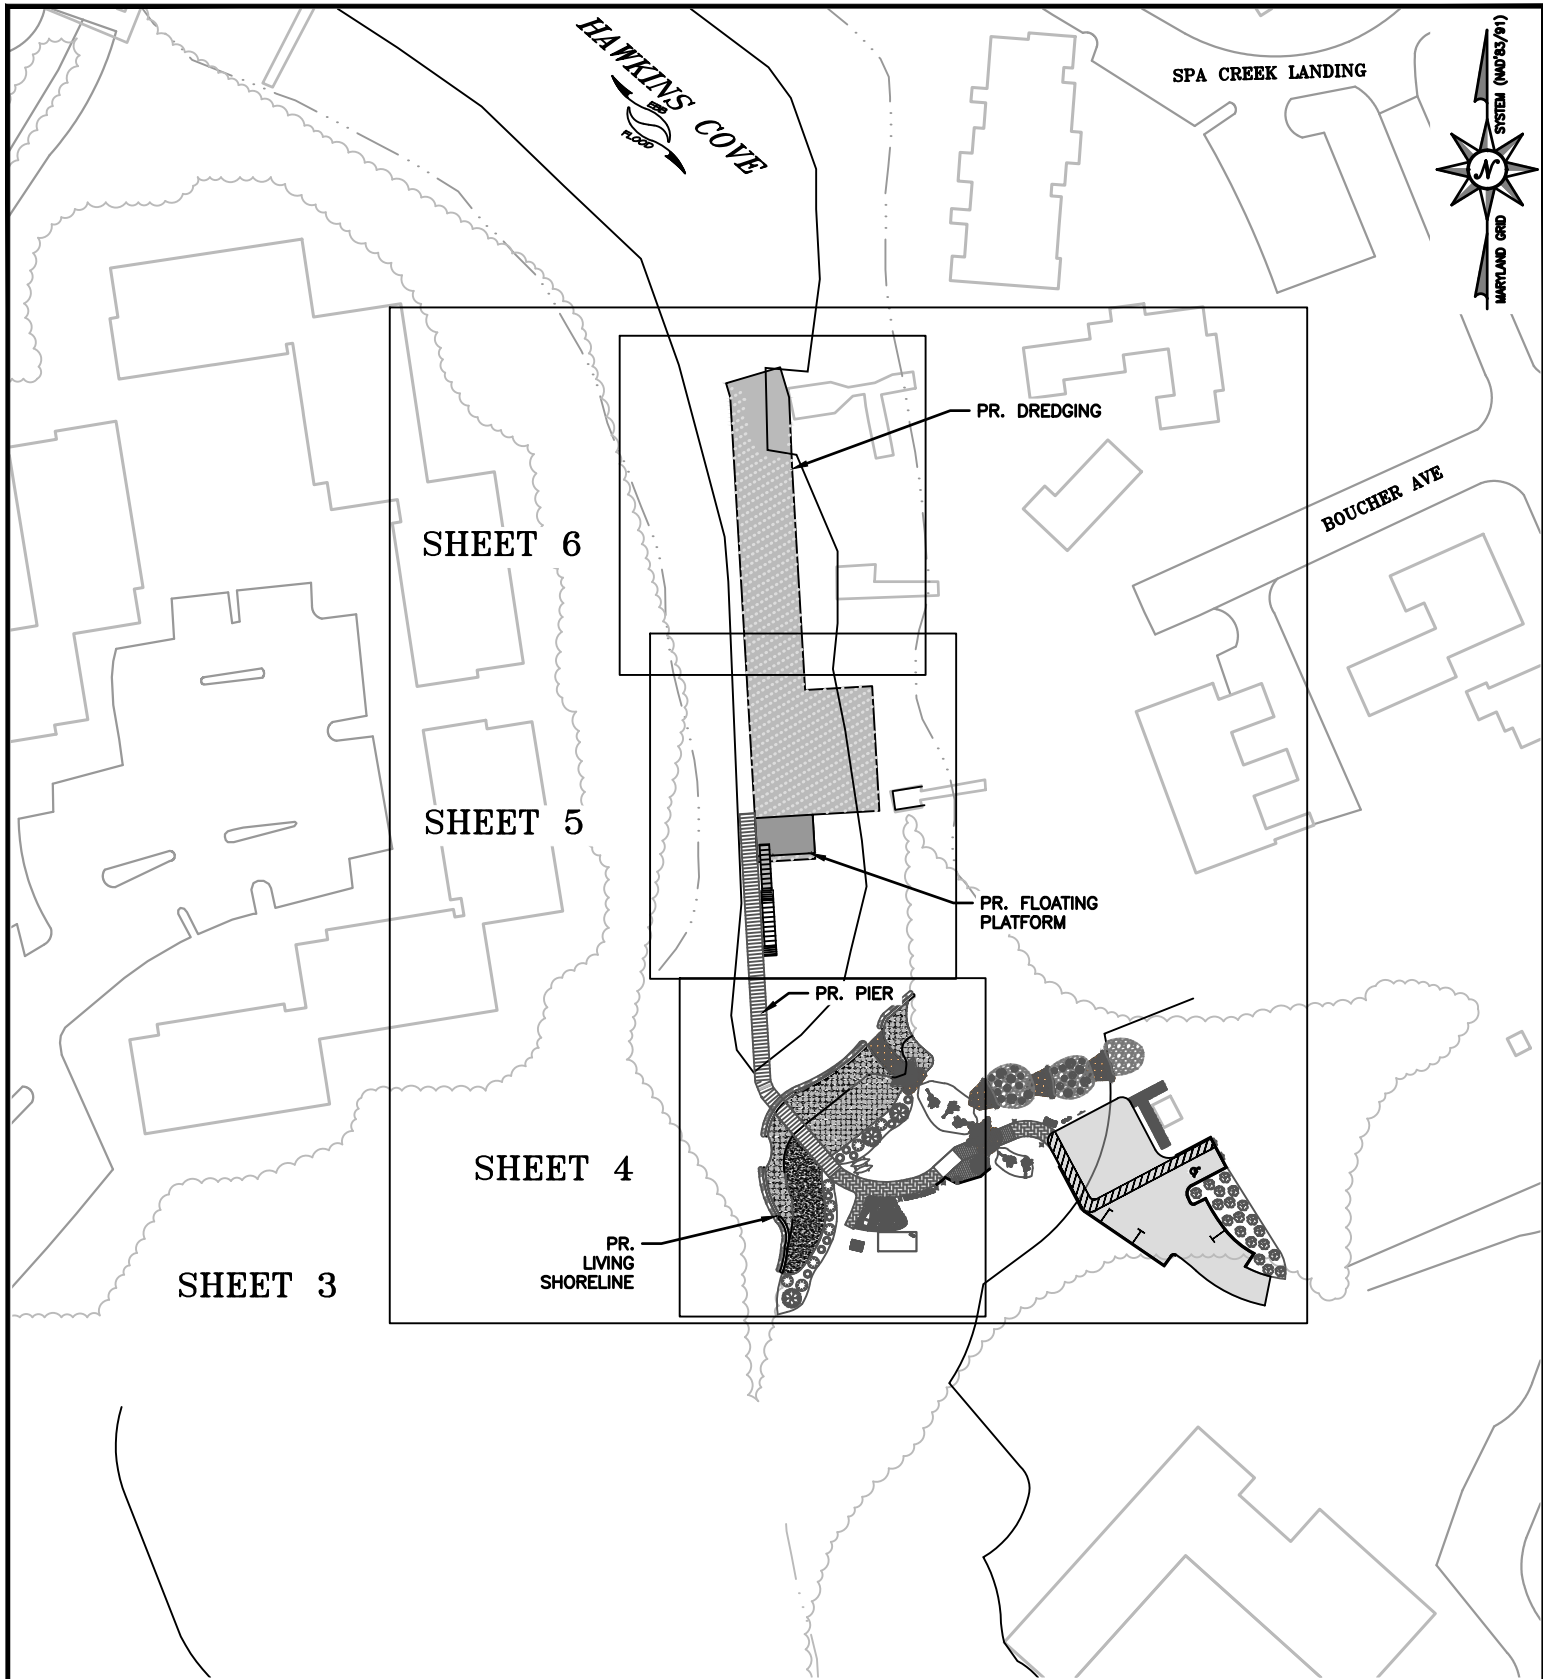 HAWKINS COVE
EBB
FLOOD
SPA CREEK LANDING
SYSTEM (NAD'83/91)
N
MARYLAND GRID
PR. DREDGING
BOUCHER AVE
SHEET 6
SHEET 5
PR. FLOATING
PLATFORM
PR. PIER
SHEET 4
PR.
LIVING
SHORELINE
SHEET 3